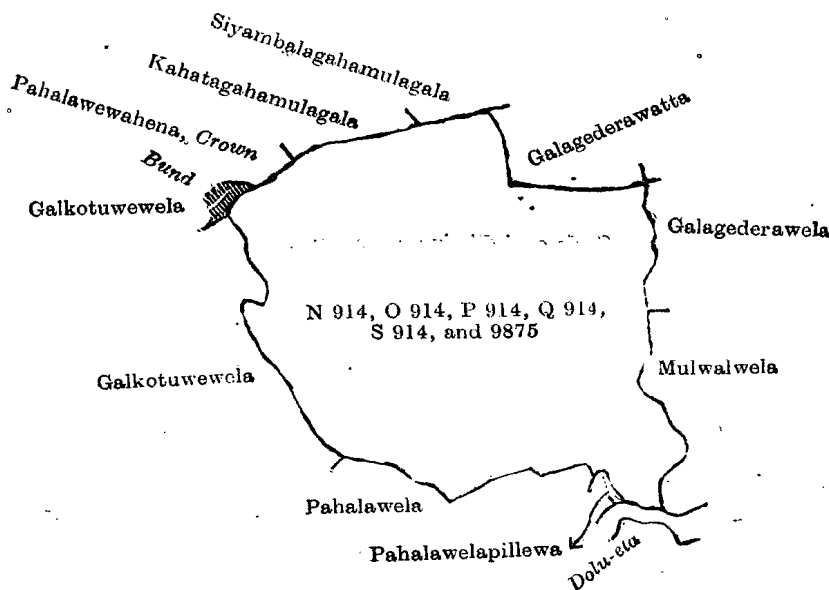 Siyambalagahamulagala
Kahatagahamulagala
Pahalawewahena, Crown
Bund
Galagederawatta
Galkotuwewela
Galagederawela
N 914, O 914, P 914, Q 914,
S 914, and 9875
Galkotuwewela
Mulwalwela
Pahalawela
Pahalawelapillewa
Dolu-ela